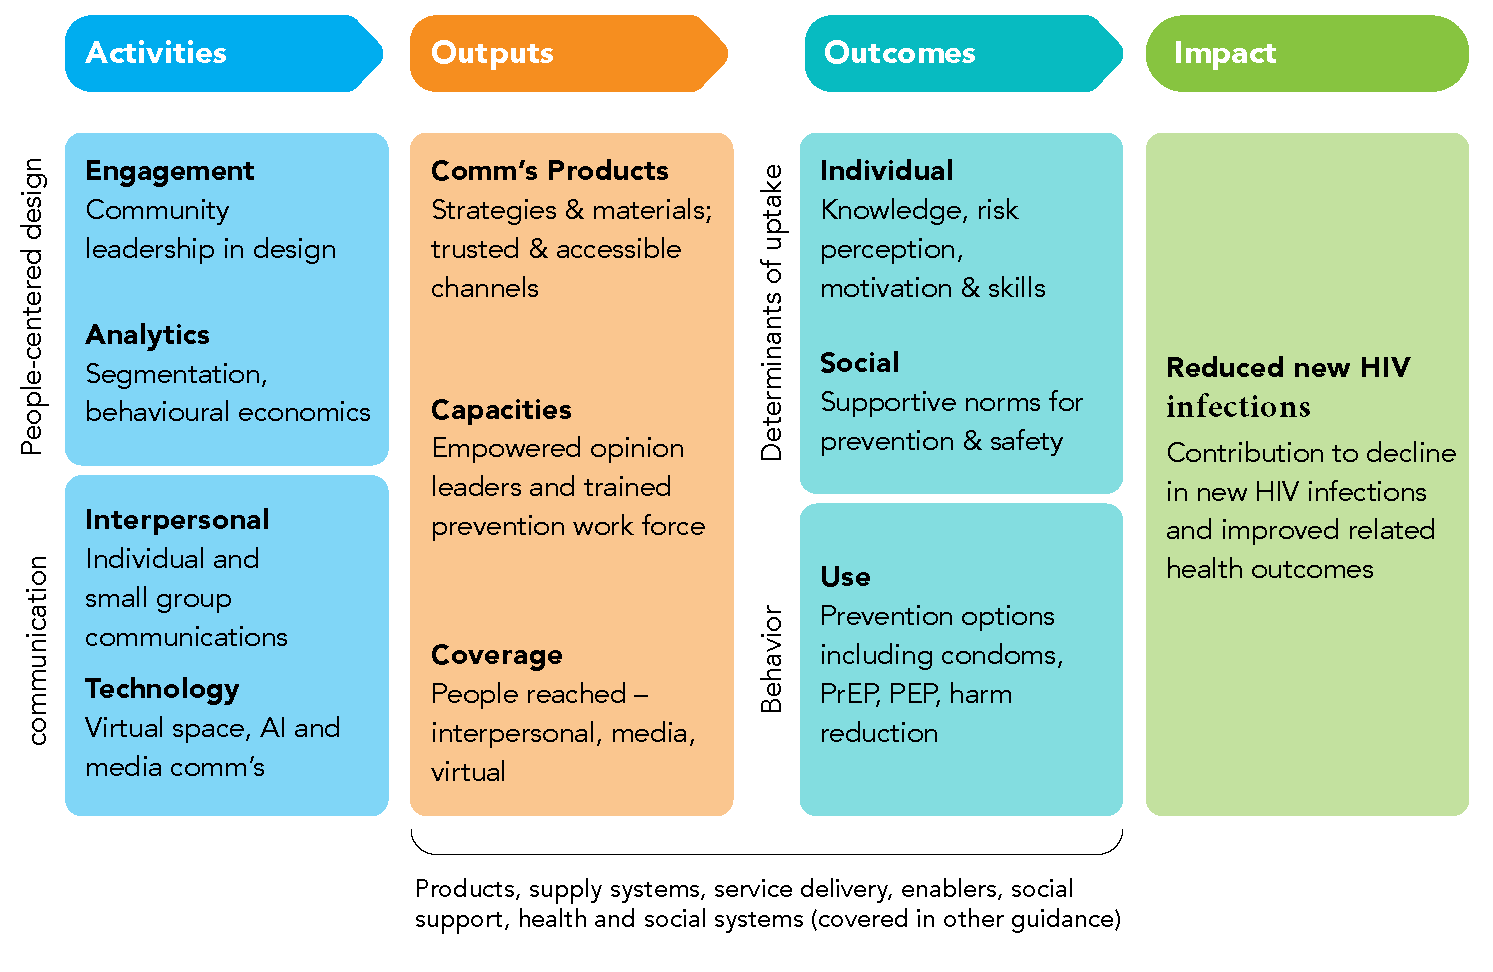 Activities
Outputs
Outcomes
Impact
People-centered design
Engagement
Community
leadership in design
Analytics
Segmentation,
behavioural economics
communication
Interpersonal
Individual and
small group
communications
Technology
Virtual space, AI and
media comm’s
Comm’s Products
Strategies & materials;
trusted & accessible
channels
Capacities
Empowered opinion
leaders and trained
prevention work force
Coverage
People reached –
interpersonal, media,
virtual
Determinants of uptake
Individual
Knowledge, risk
perception,
motivation & skills
Social
Supportive norms for
prevention & safety
Behavior
Use
Prevention options
including condoms,
PrEP, PEP, harm
reduction
Reduced new HIV
infections
Contribution to decline
in new HIV infections
and improved related
health outcomes
Products, supply systems, service delivery, enablers, social
support, health and social systems (covered in other guidance)